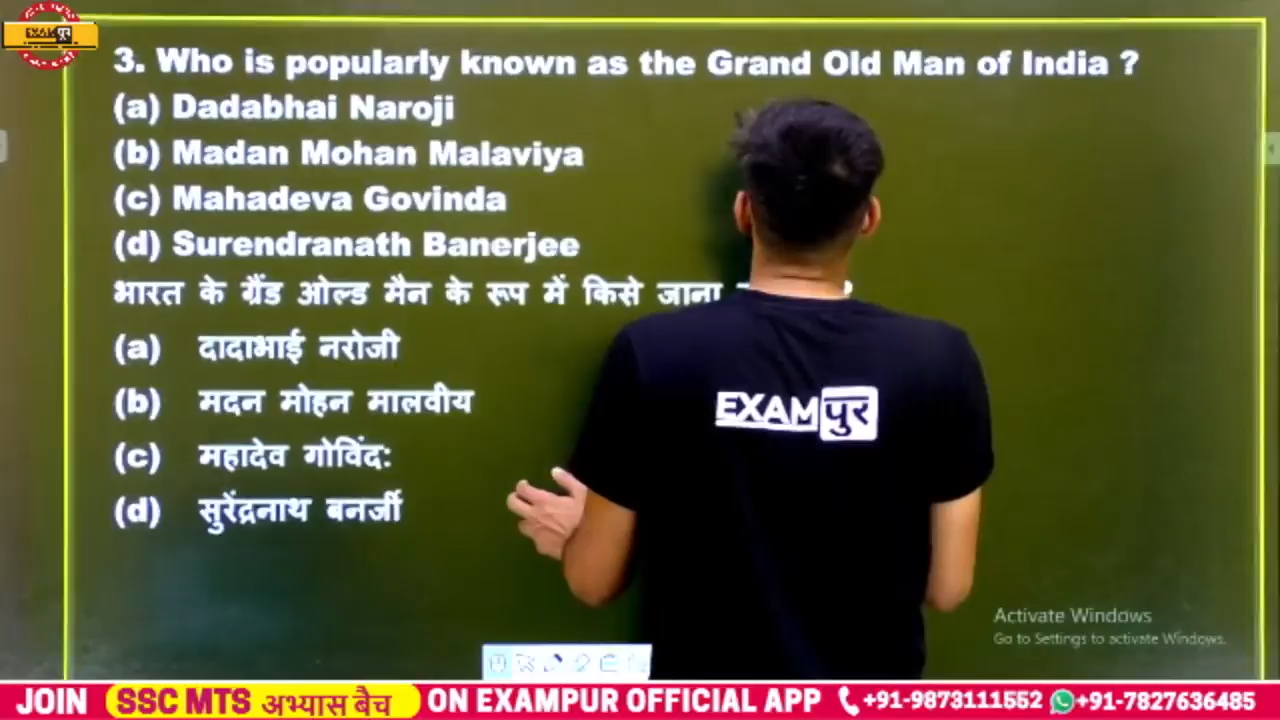 EXAMपुर
3. Who is popularly known as the Grand Old Man of India ?
(a) Dadabhai Naroji
(b) Madan Mohan Malaviya
(c) Mahadeva Govinda
(d) Surendranath Banerjee
भारत के ग्रैंड ओल्ड मैन के रूप में किसे जाना
(a) दादाभाई नरोजी
(b) मदन मोहन मालवीय
(c) महादेव गोविंद:
(d) सुरेंद्रनाथ बनर्जी
EXAMपुर
Activate Windows
Go to Settings to activate Windows.
JOIN SSC MTS अभ्यास बैच ON EXAMPUR OFFICIAL APP +91-9873111552 +91-7827636485